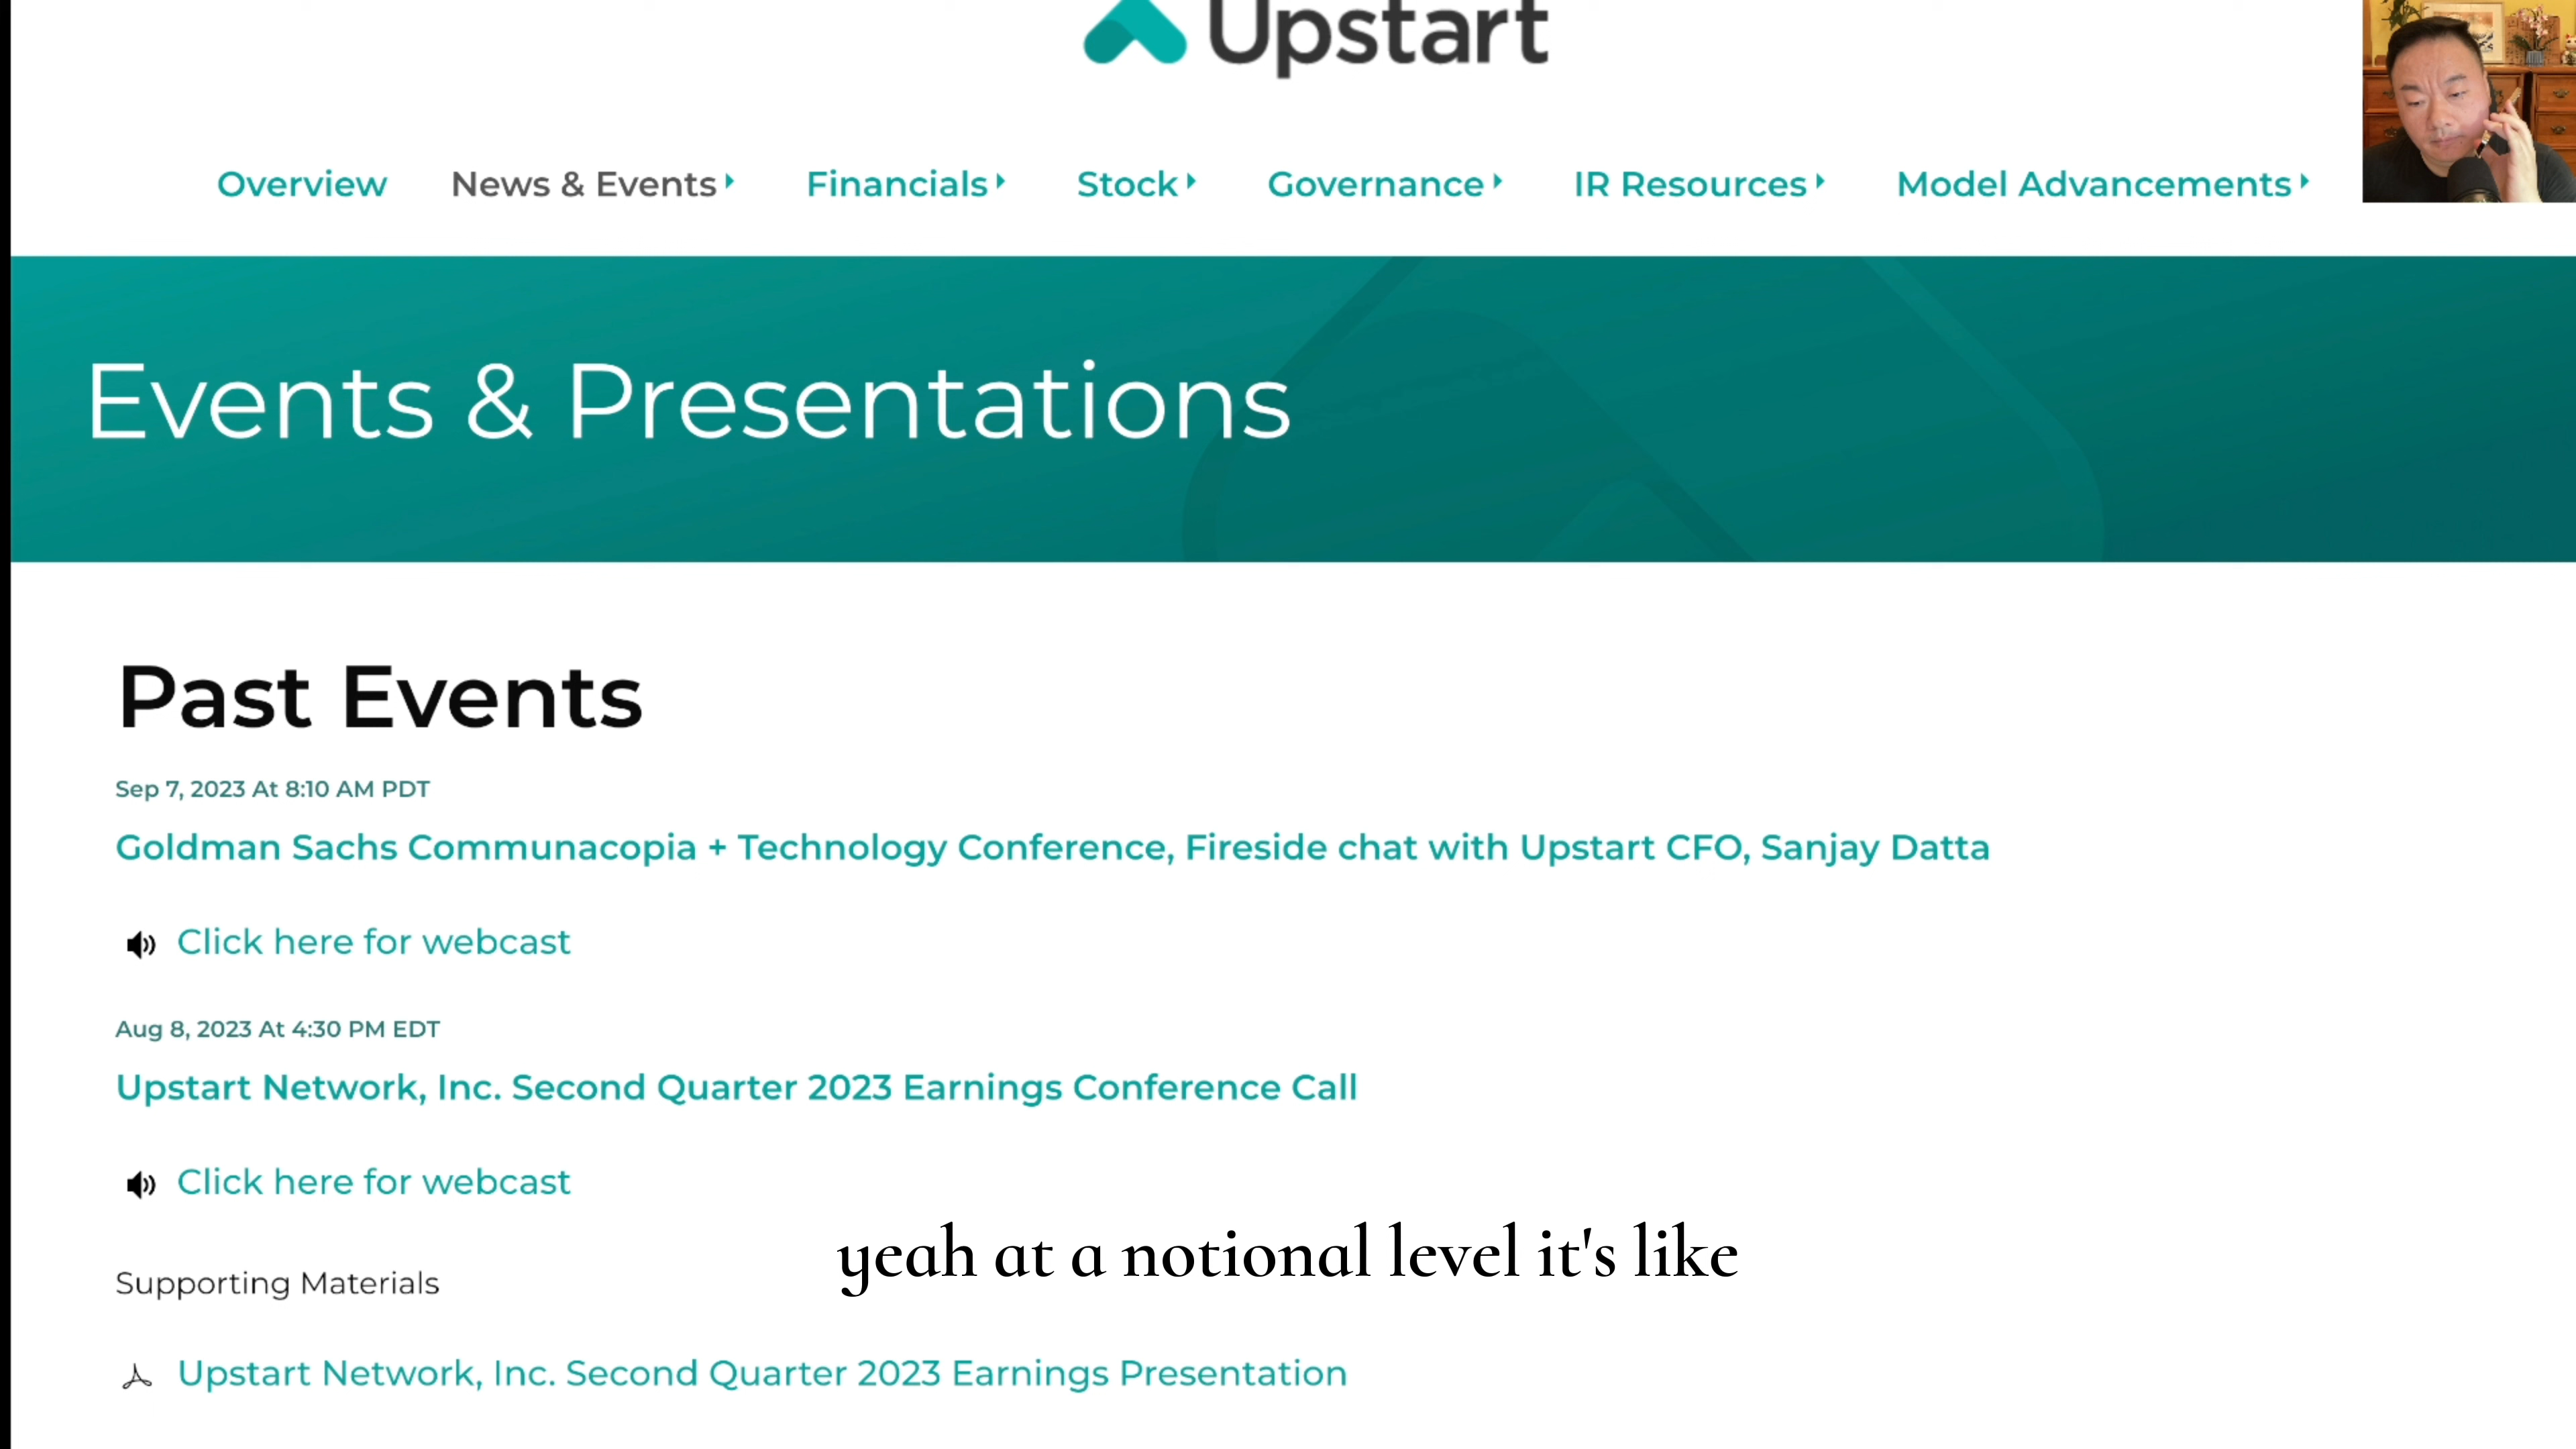 Upstart
Overview
News & Events
Financials
Stock
Governance
IR Resources
Model Advancements
Events & Presentations
Past Events
Sep 7, 2023 At 8:10 AM PDT
Goldman Sachs Communacopia + Technology Conference, Fireside chat with Upstart CFO, Sanjay Datta
Click here for webcast
Aug 8, 2023 At 4:30 PM EDT
Upstart Network, Inc. Second Quarter 2023 Earnings Conference Call
Click here for webcast
yeah at a notional level it's like
Supporting Materials
Upstart Network, Inc. Second Quarter 2023 Earnings Presentation